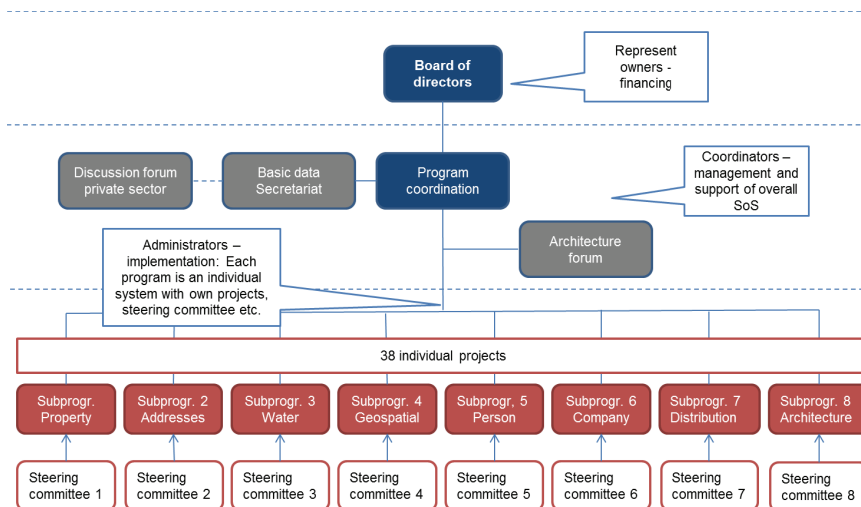 Board of
directors
Represent
owners -
financing
Discussion forum
private sector
Basic data
Secretariat
Program
coordination
Coordinators –
management and
support of overall
SoS
Administrators –
implementation: Each
program is an individual
system with own projects,
steering committee etc.
Architecture
forum
38 individual projects
Subprogr.
Property
Subprogr. 2
Addresses
Subprogr. 3
Water
Subprogr. 4
Geospatial
Subprogr, 5
Person
Subprogr. 6
Company
Subprogr. 7
Distribution
Subprogr. 8
Architecture
Steering
committee 1
Steering
committee 2
Steering
committee 3
Steering
committee 4
Steering
committee 5
Steering
committee 6
Steering
committee 7
Steering
committee 8